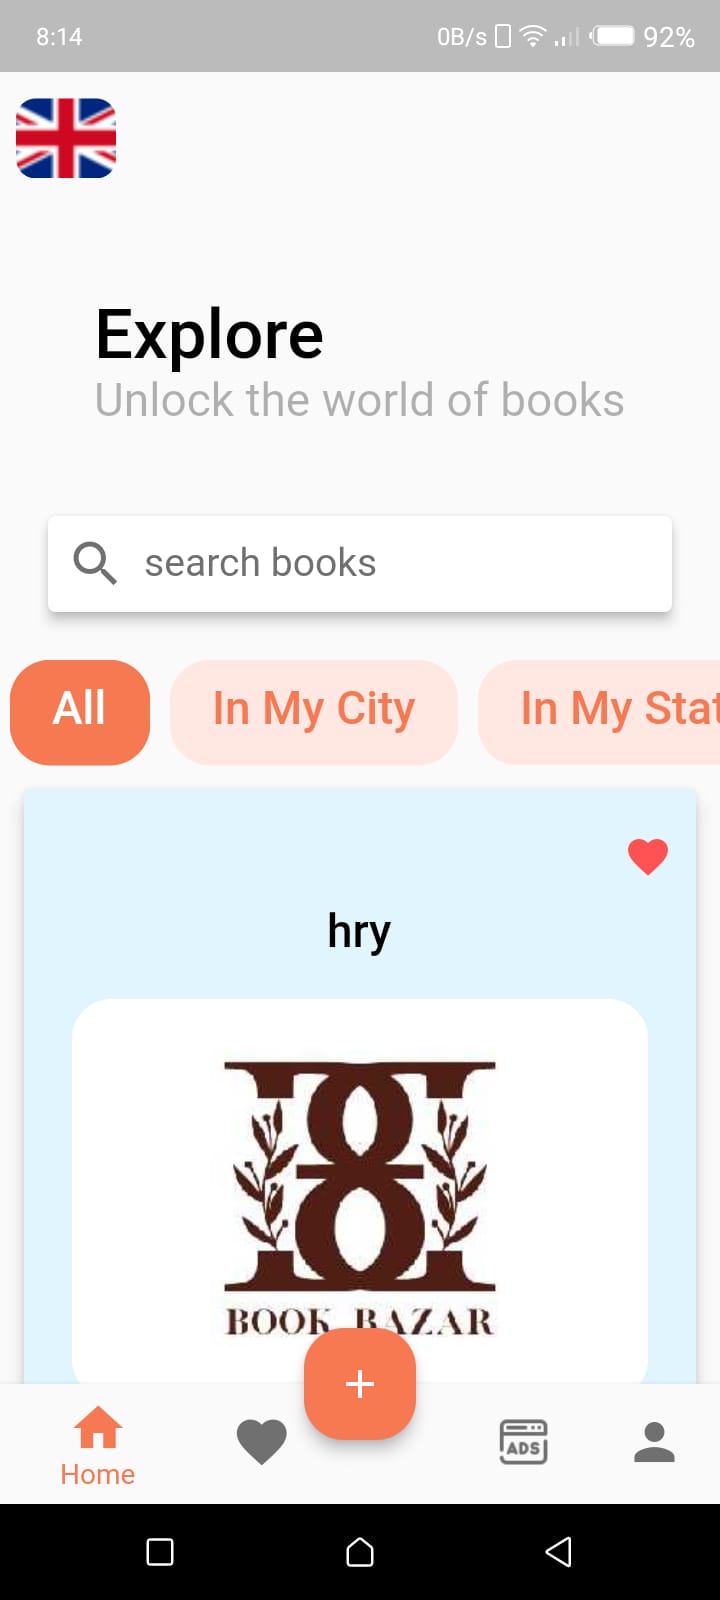 8:14 0B/s 92%
Explore
Unlock the world of books
search books
All In My City In My Stat
hry
BOOK BAZAR
ADS
Home